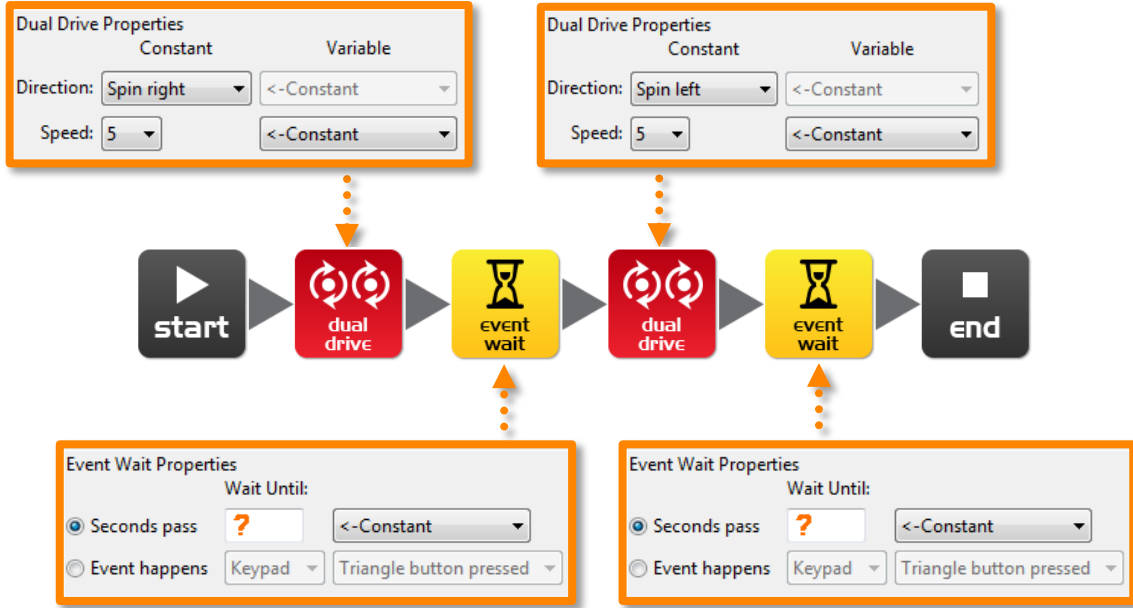 Dual Drive Properties
Constant Variable
Direction: Spin right <-Constant
Speed: 5 <-Constant
Dual Drive Properties
Constant Variable
Direction: Spin left <-Constant
Speed: 5 <-Constant
start
dual
drive
event
wait
dual
drive
event
wait
end
Event Wait Properties
Wait Until:
Seconds pass ? <-Constant
Event happens Keypad Triangle button pressed
Event Wait Properties
Wait Until:
Seconds pass ? <-Constant
Event happens Keypad Triangle button pressed